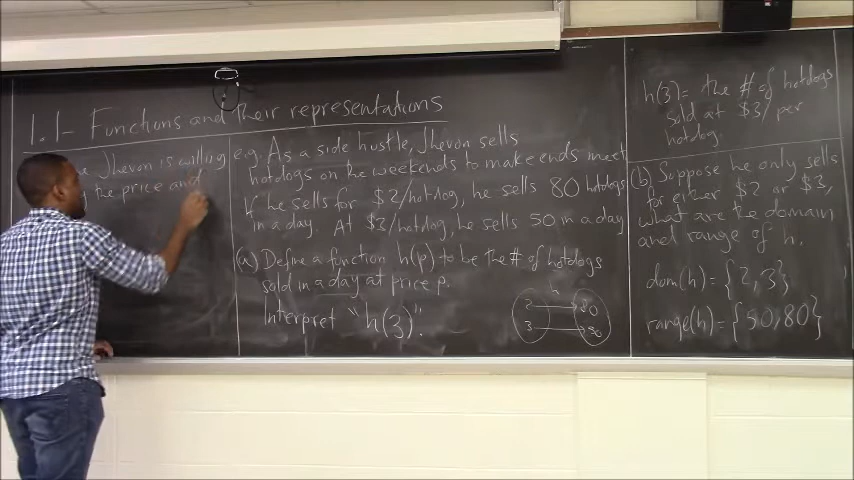 1.1- Functions and their representations
Jhevon is willing
the price and
e.g. As a side hustle, Jhevon sells
hotdogs on the weekends to make ends meet
If he sells for $2/hotdog, he sells 80 hotdogs
in a day. At $3/hotdog, he sells 50 in a day
(a) Define a function h(p) to be the # of hotdogs
sold in a day at price p.
Interpret "h(3)".
h
2
3
h(3)= the # of hotdogs
sold at $3/per
hotdog.
(b) Suppose he only sells
for either $2 or $3,
what are the domain
and range of h.
dom(h) = {2,3}
range(h) = {50,80}